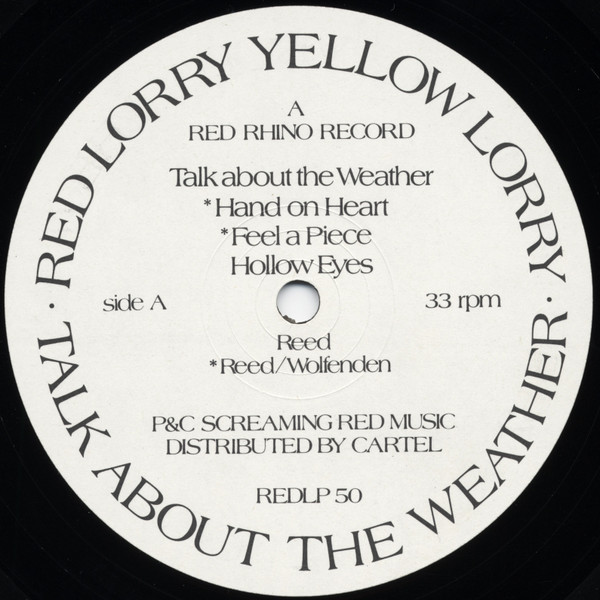 RED LORRY YELLOW LORRY
A
RED RHINO RECORD
Talk about the Weather
*Hand on Heart
*Feel a Piece
Hollow Eyes
side A
33 rpm
Reed
*Reed/Wolfenden
P&C SCREAMING RED MUSIC
DISTRIBUTED BY CARTEL
REDLP 50
· TALK ABOUT THE WEATHER ·